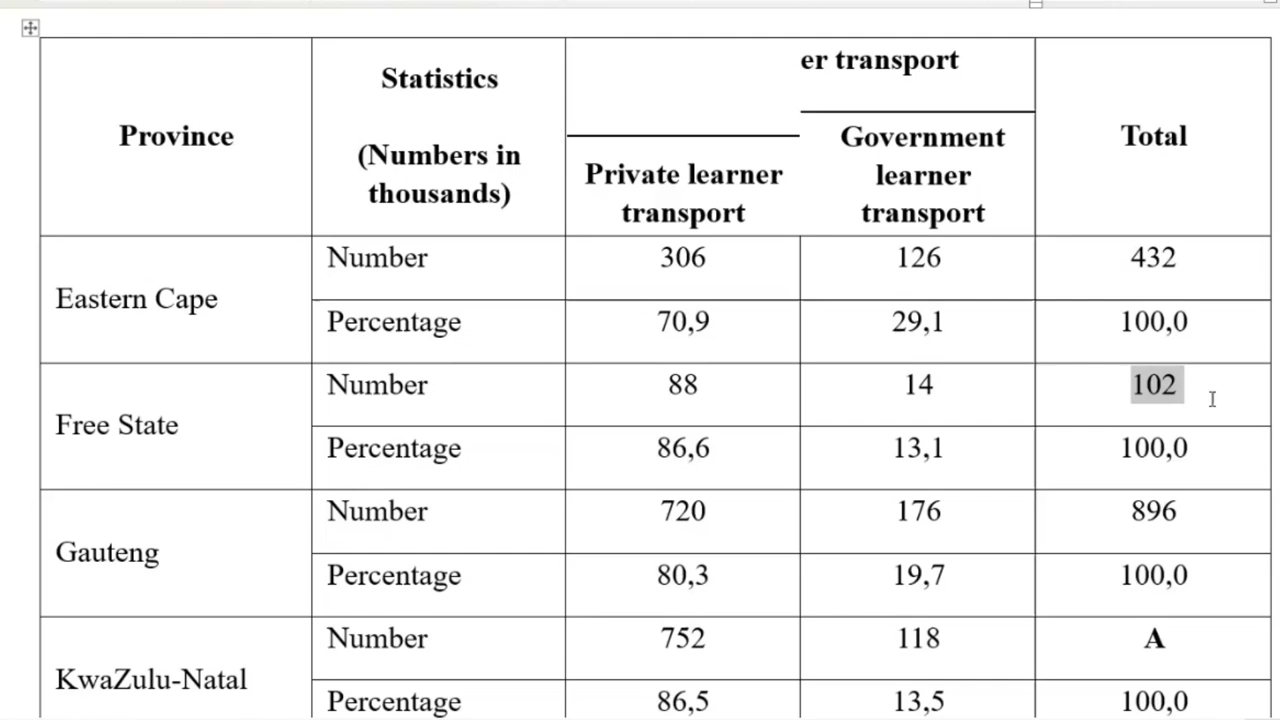 er transport
Province
Statistics
(Numbers in
thousands)
Private learner
transport
Government
learner
transport
Total
Eastern Cape
Number 306 126 432
Percentage 70,9 29,1 100,0
Free State
Number 88 14 102
Percentage 86,6 13,1 100,0
Gauteng
Number 720 176 896
Percentage 80,3 19,7 100,0
KwaZulu-Natal
Number 752 118 A
Percentage 86,5 13,5 100,0